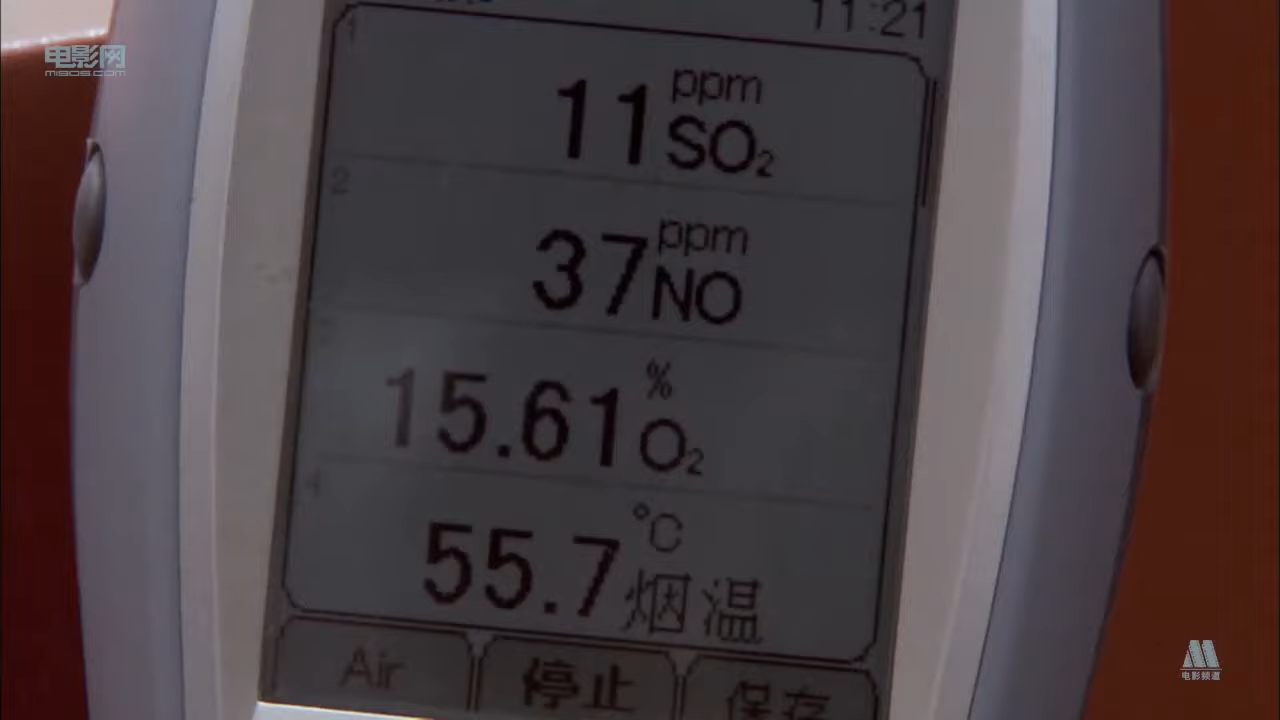 电影网
m1905.com
11:21
1
ppm
11 SO₂
2
ppm
37 NO
3
%
15.61 O₂
4
°C
55.7 烟温
Air 停止 保存
电影频道